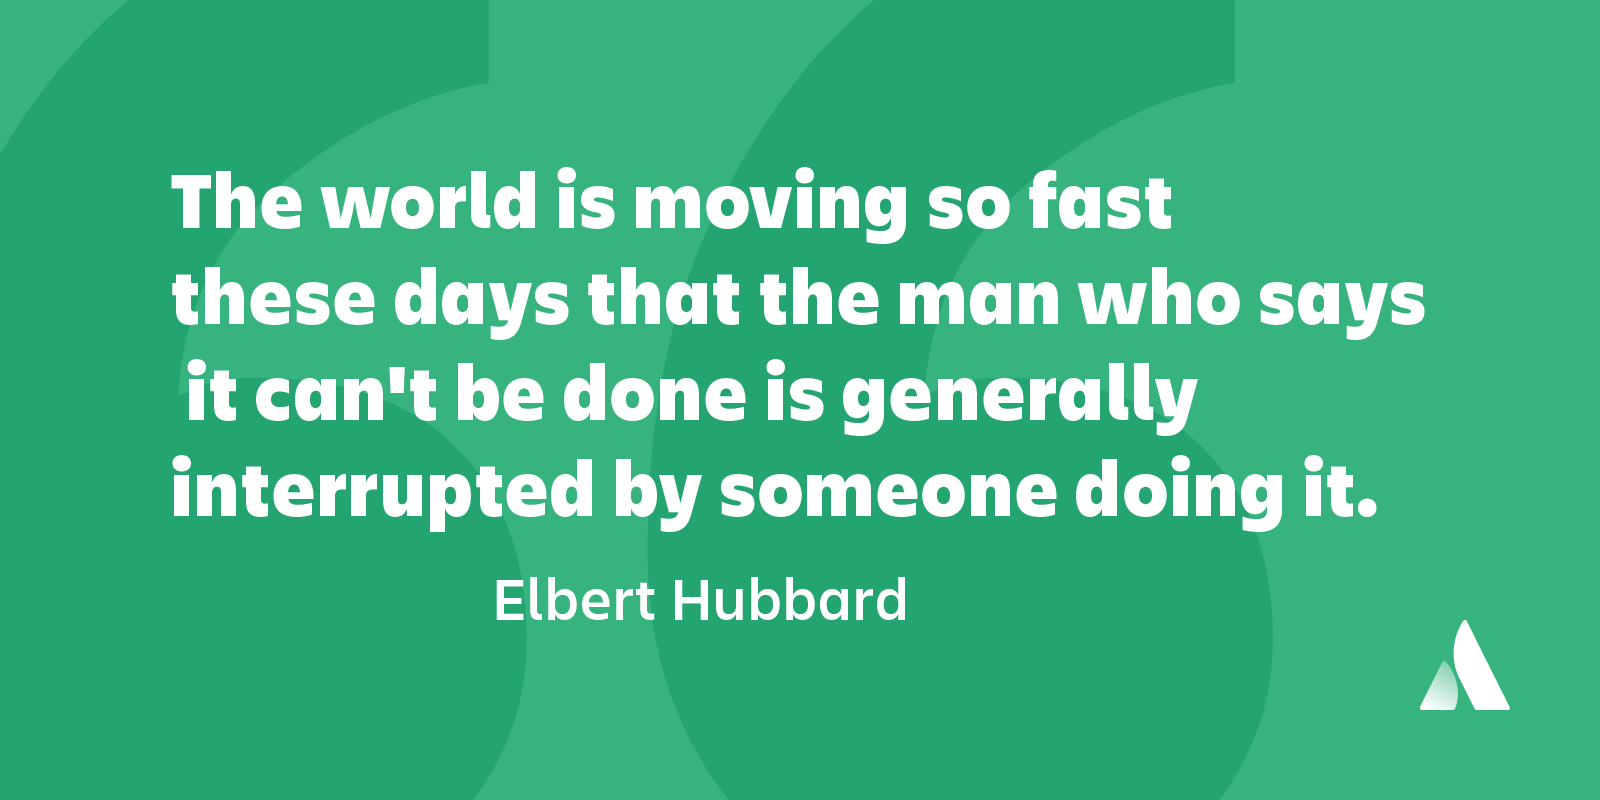 The world is moving so fast
these days that the man who says
it can't be done is generally
interrupted by someone doing it.
Elbert Hubbard